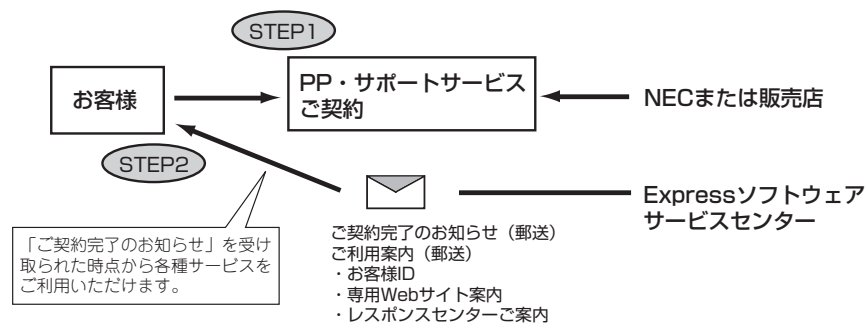 STEP1
お客様
PP・サポートサービス
ご契約
NECまたは販売店
STEP2
Expressソフトウェア
サービスセンター
「ご契約完了のお知らせ」を受け
取られた時点から各種サービスを
ご利用いただけます。
ご契約完了のお知らせ（郵送）
ご利用案内（郵送）
・お客様ID
・専用Webサイト案内
・レスポンスセンターご案内